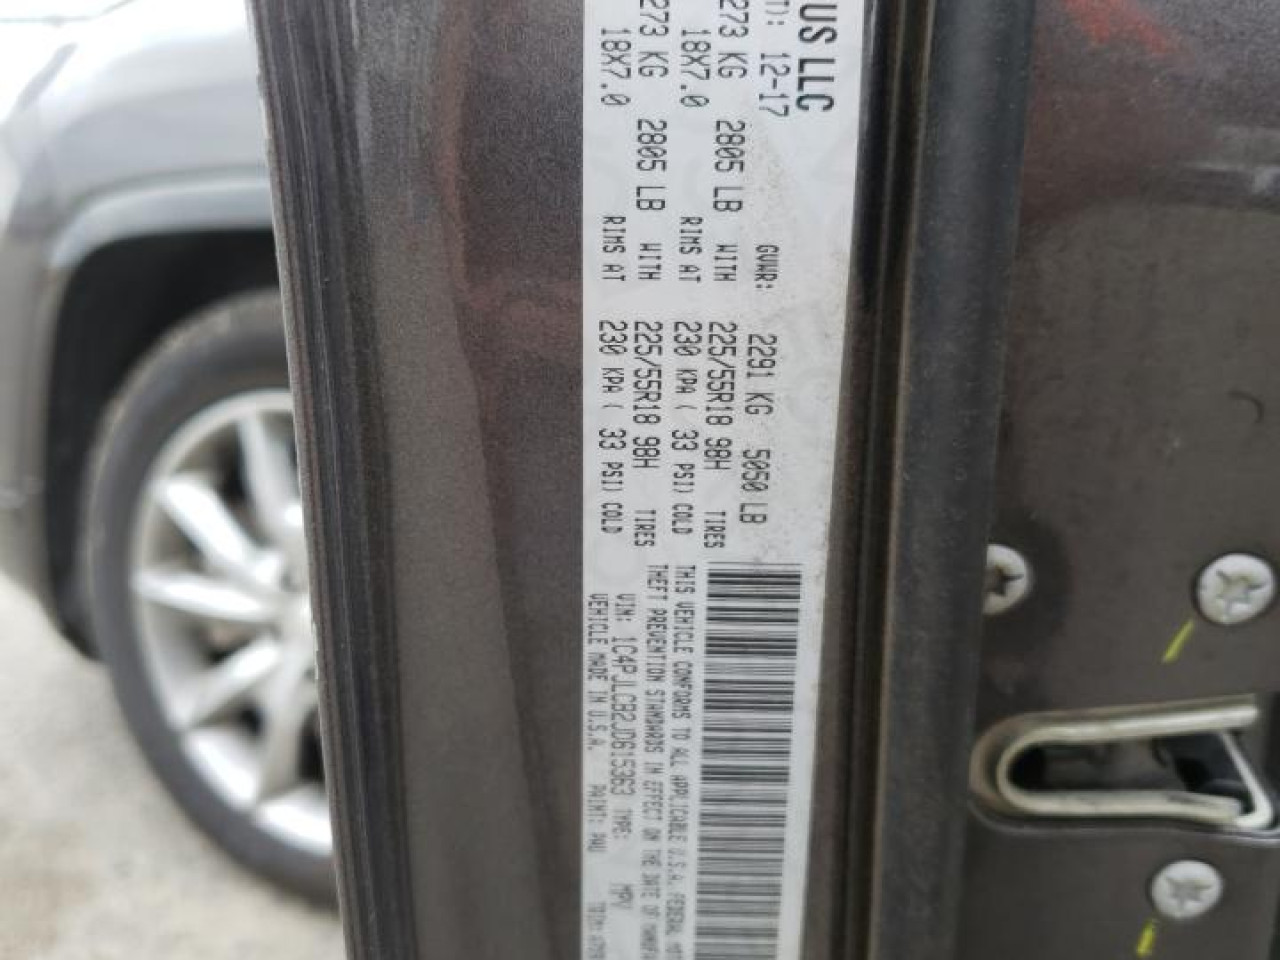 US LLC
T): 12-17 GVWR: 2291 KG 5050 LB
273 KG 2805 LB WITH 225/55R18 98H TIRES
18X7.0 RIMS AT 230 KPA ( 33 PSI) COLD
273 KG 2805 LB WITH 225/55R18 98H TIRES
18X7.0 RIMS AT 230 KPA ( 33 PSI) COLD
THIS VEHICLE CONFORMS TO ALL APPLICABLE U.S.A. FEDERAL
THEFT PREVENTION STANDARDS IN EFFECT ON THE DATE OF
VIN: 1C4PJLCB2JD615363 TYPE: MPV
VEHICLE MADE IN U.S.A. PAINT: PAU TRIM: